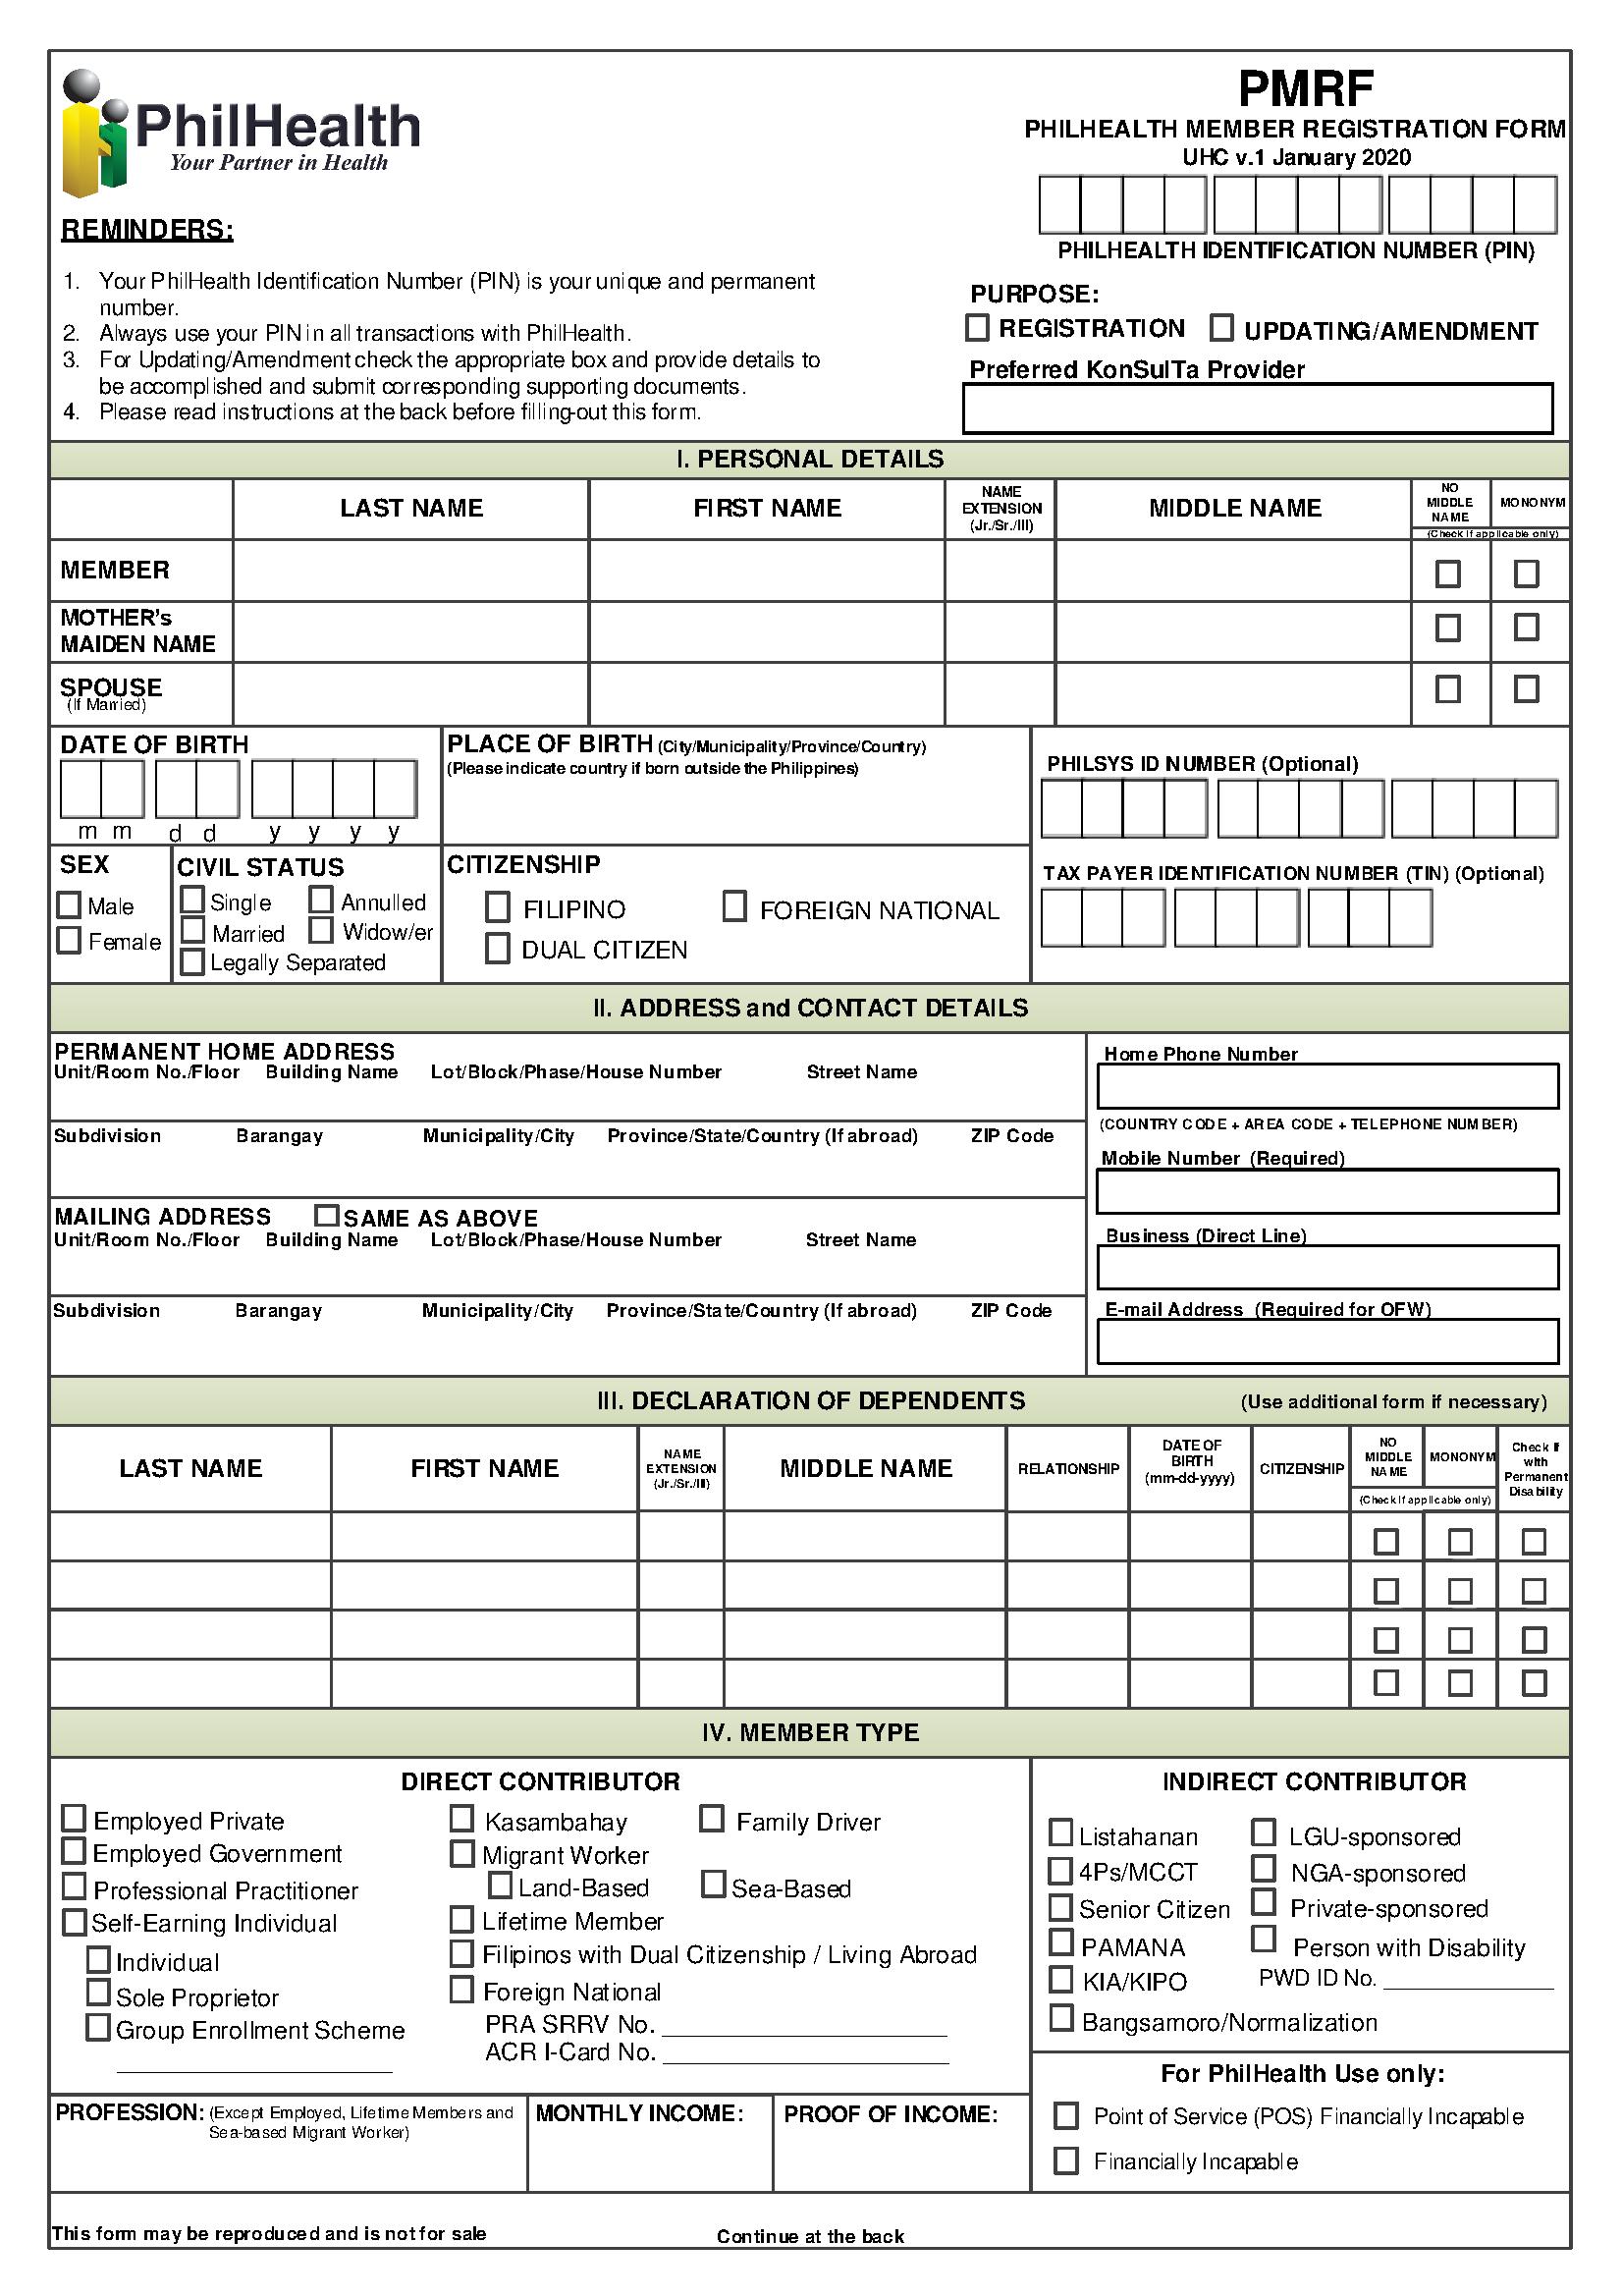 PhilHealth
Your Partner in Health
PMRF
PHILHEALTH MEMBER REGISTRATION FORM
UHC v.1 January 2020
PHILHEALTH IDENTIFICATION NUMBER (PIN)
REMINDERS:
1. Your PhilHealth Identification Number (PIN) is your unique and permanent
number.
2. Always use your PIN in all transactions with PhilHealth.
3. For Updating/Amendment check the appropriate box and provide details to
be accomplished and submit corresponding supporting documents.
4. Please read instructions at the back before filling-out this form.
PURPOSE:
REGISTRATION UPDATING/AMENDMENT
Preferred KonSulTa Provider
I. PERSONAL DETAILS
LAST NAME FIRST NAME NAME EXTENSION (Jr./Sr./III) MIDDLE NAME NO MIDDLE NAME MONONYM
(Check if applicable only)
MEMBER
MOTHER's
MAIDEN NAME
SPOUSE
(If Married)
DATE OF BIRTH
m m d d y y y y
PLACE OF BIRTH (City/Municipality/Province/Country)
(Please indicate country if born outside the Philippines)
PHILSYS ID NUMBER (Optional)
SEX
Male
Female
CIVIL STATUS
Single Annulled
Married Widow/er
Legally Separated
CITIZENSHIP
FILIPINO FOREIGN NATIONAL
DUAL CITIZEN
TAX PAYER IDENTIFICATION NUMBER (TIN) (Optional)
II. ADDRESS and CONTACT DETAILS
PERMANENT HOME ADDRESS
Unit/Room No./Floor Building Name Lot/Block/Phase/House Number Street Name
Subdivision Barangay Municipality/City Province/State/Country (If abroad) ZIP Code
MAILING ADDRESS SAME AS ABOVE
Unit/Room No./Floor Building Name Lot/Block/Phase/House Number Street Name
Subdivision Barangay Municipality/City Province/State/Country (If abroad) ZIP Code
Home Phone Number
(COUNTRY CODE + AREA CODE + TELEPHONE NUMBER)
Mobile Number (Required)
Business (Direct Line)
E-mail Address (Required for OFW)
III. DECLARATION OF DEPENDENTS (Use additional form if necessary)
LAST NAME FIRST NAME NAME EXTENSION (Jr./Sr./III) MIDDLE NAME RELATIONSHIP DATE OF BIRTH (mm-dd-yyyy) CITIZENSHIP NO MIDDLE NAME MONONYM Check if with Permanent Disability
(Check if applicable only)
IV. MEMBER TYPE
DIRECT CONTRIBUTOR
Employed Private
Employed Government
Professional Practitioner
Self-Earning Individual
Individual
Sole Proprietor
Group Enrollment Scheme
Kasambahay Family Driver
Migrant Worker
Land-Based Sea-Based
Lifetime Member
Filipinos with Dual Citizenship / Living Abroad
Foreign National
PRA SRRV No.
ACR I-Card No.
INDIRECT CONTRIBUTOR
Listahanan LGU-sponsored
4Ps/MCCT NGA-sponsored
Senior Citizen Private-sponsored
PAMANA Person with Disability
KIA/KIPO PWD ID No.
Bangsamoro/Normalization
For PhilHealth Use only:
Point of Service (POS) Financially Incapable
Financially Incapable
PROFESSION: (Except Employed, Lifetime Members and
Sea-based Migrant Worker)
MONTHLY INCOME: PROOF OF INCOME:
This form may be reproduced and is not for sale
Continue at the back